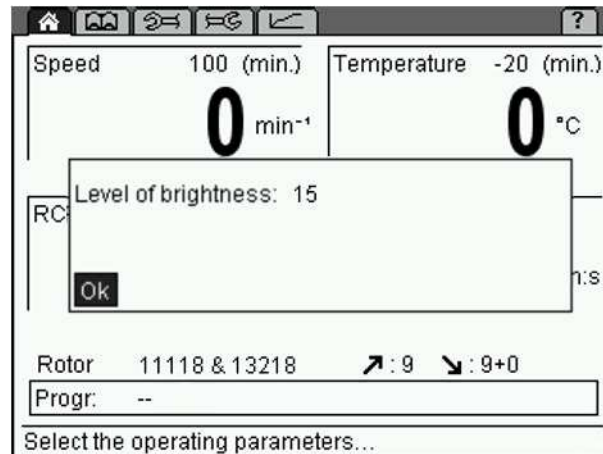 ?
Speed 100 (min.) Temperature -20 (min.)
0 min⁻¹ 0 °C
Level of brightness: 15
RC
:s
Ok
Rotor 11118 & 13218 : 9 : 9+0
Progr: --
Select the operating parameters...